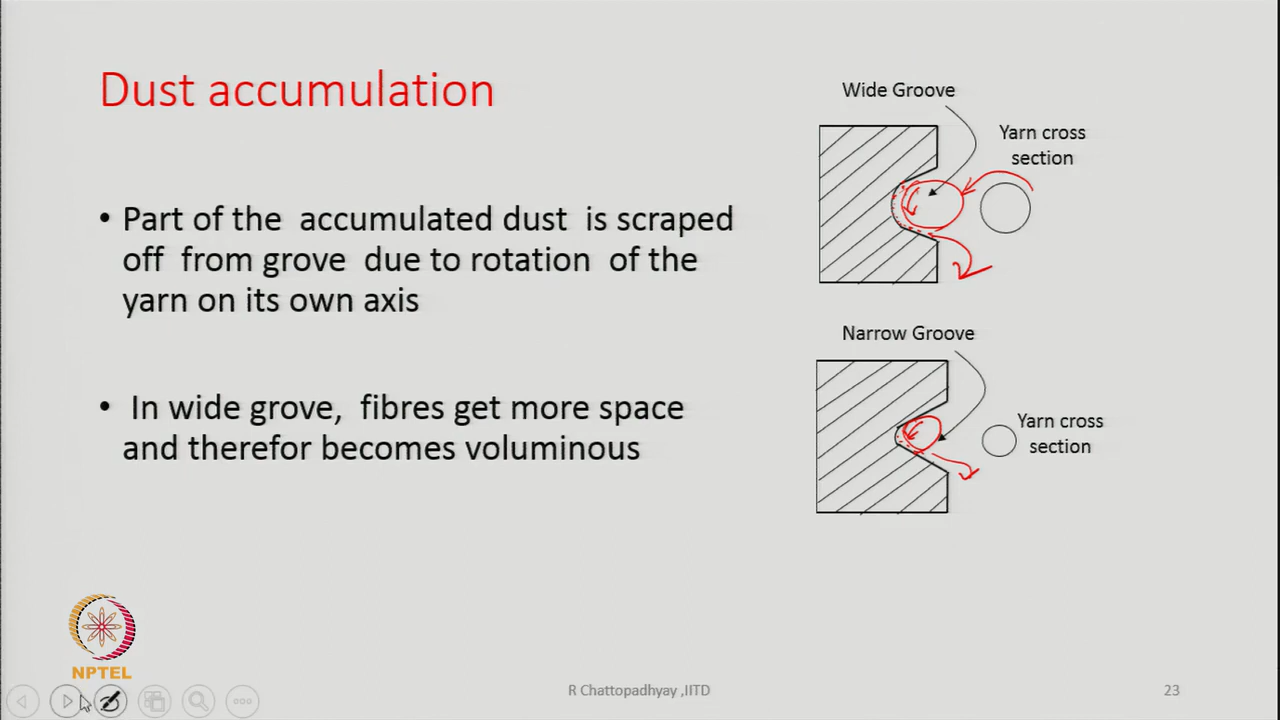 Dust accumulation
• Part of the accumulated dust is scraped
off from grove due to rotation of the
yarn on its own axis
• In wide grove, fibres get more space
and therefor becomes voluminous
Wide Groove
Yarn cross
section
Narrow Groove
Yarn cross
section
NPTEL
R Chattopadhyay ,IITD
23